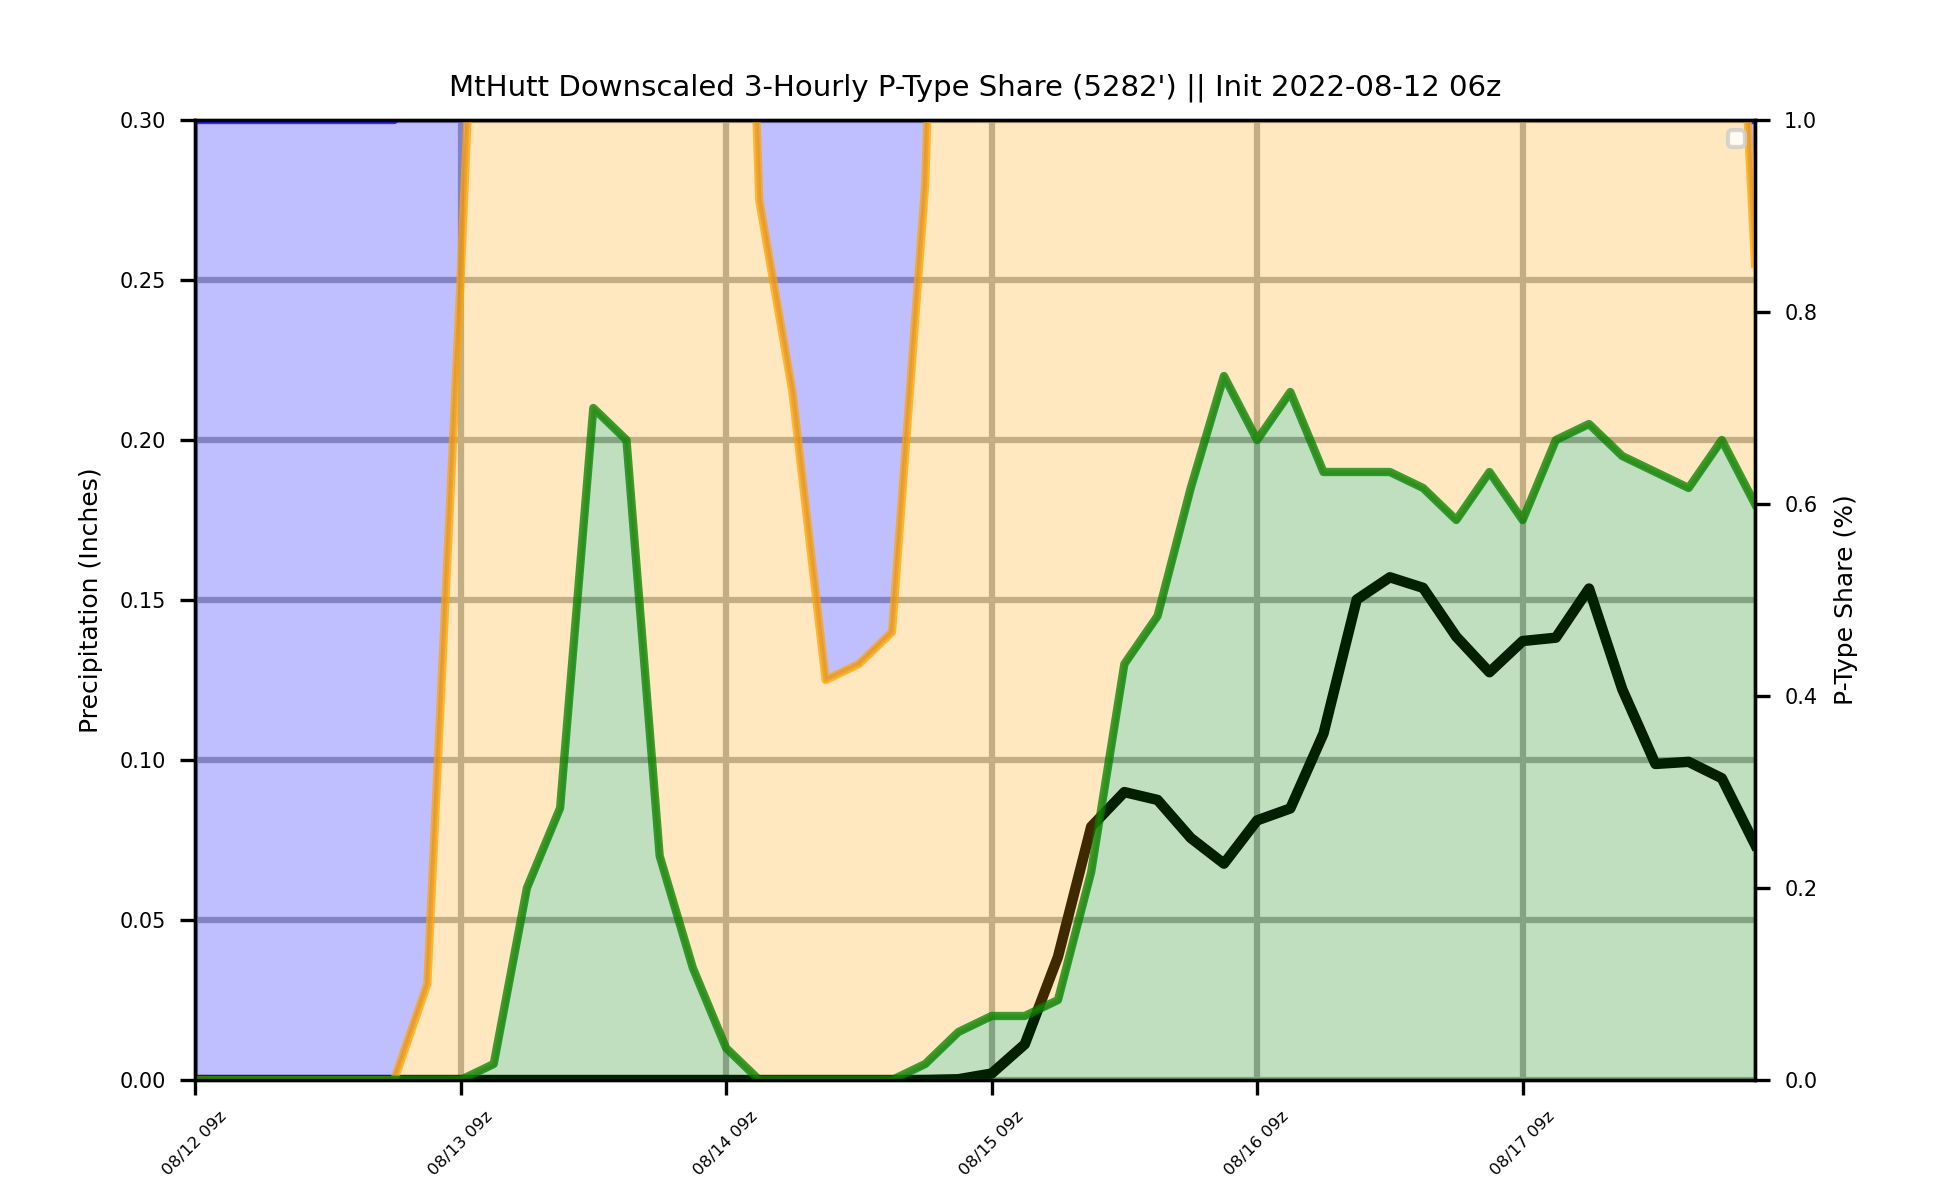 MtHutt Downscaled 3-Hourly P-Type Share (5282') || Init 2022-08-12 06z
0.30
0.25
0.20
0.15
0.10
0.05
0.00
Precipitation (Inches)
1.0
0.8
0.6
0.4
0.2
0.0
P-Type Share (%)
08/12 09z
08/13 09z
08/14 09z
08/15 09z
08/16 09z
08/17 09z